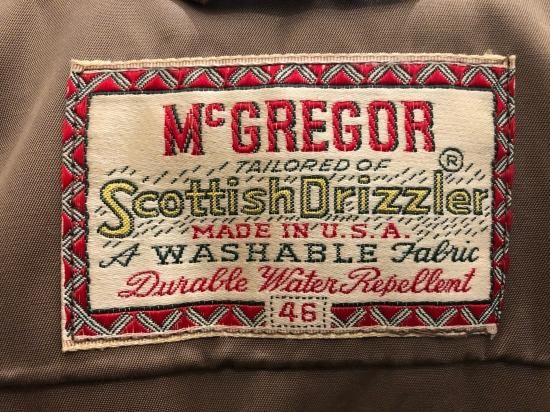 McGREGOR
TAILORED OF
ScottishDrizzler®
MADE IN U.S.A.
A WASHABLE Fabric
Durable Water Repellent
46